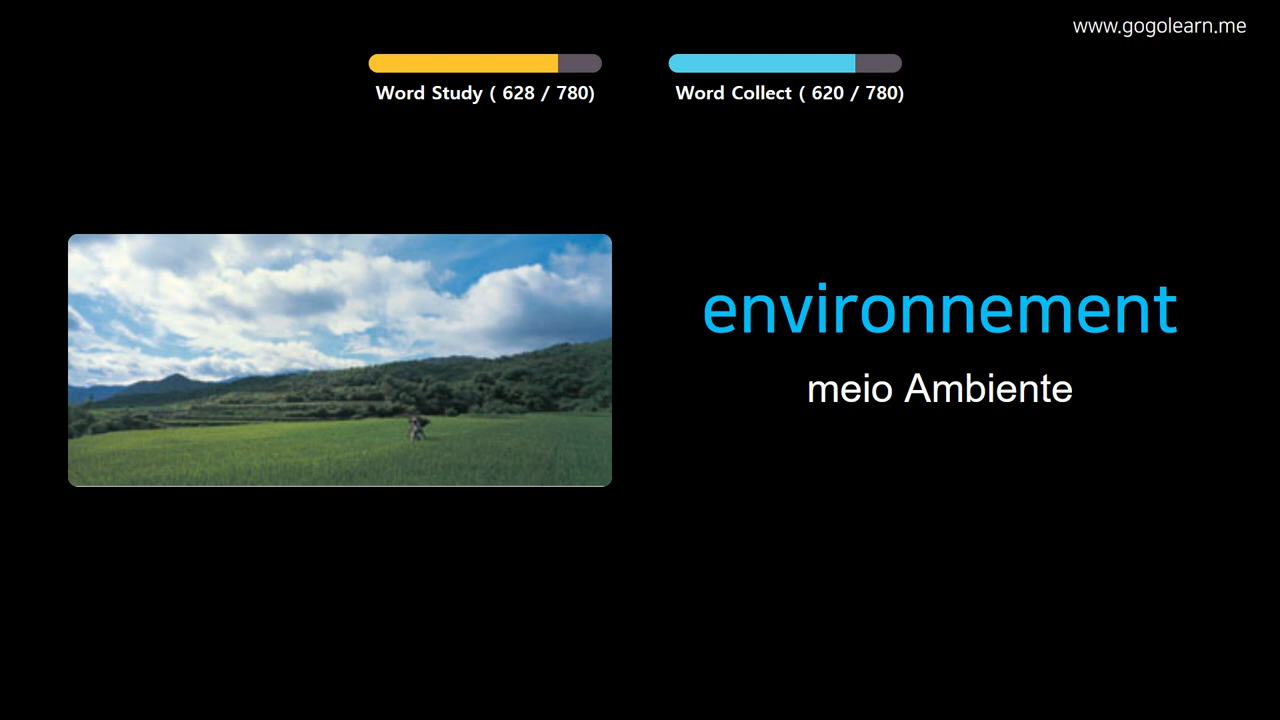 www.gogolearn.me
Word Study ( 628 / 780)
Word Collect ( 620 / 780)
environnement
meio Ambiente